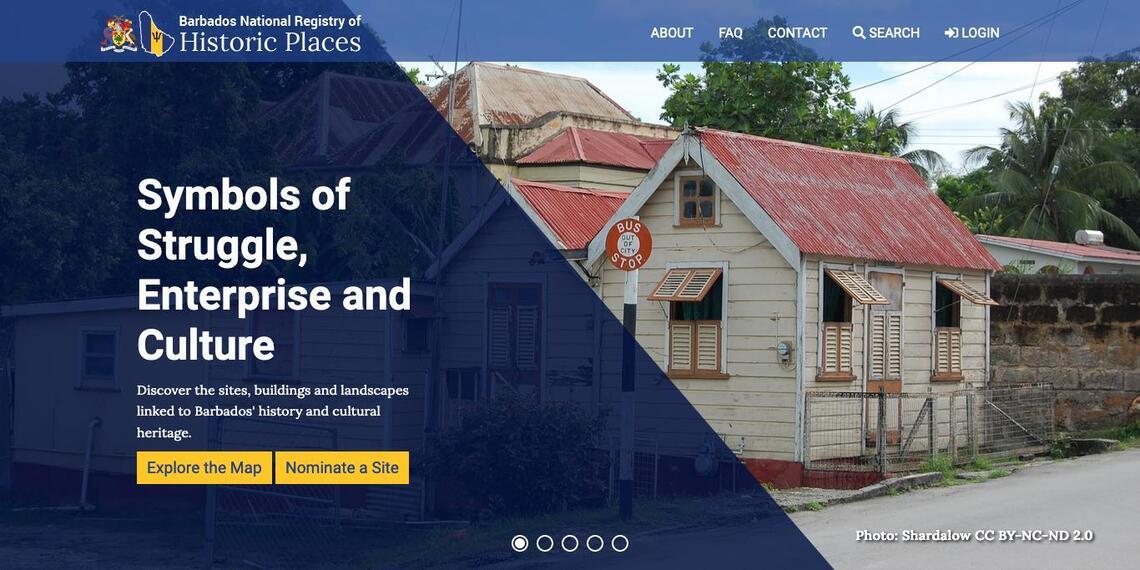 Barbados National Registry of
Historic Places
ABOUT
FAQ
CONTACT
SEARCH
LOGIN
Symbols of
Struggle,
Enterprise and
Culture
BUS
OUT
OF
CITY
STOP
Discover the sites, buildings and landscapes
linked to Barbados' history and cultural
heritage.
Explore the Map
Nominate a Site
Photo: Shardalow CC BY-NC-ND 2.0